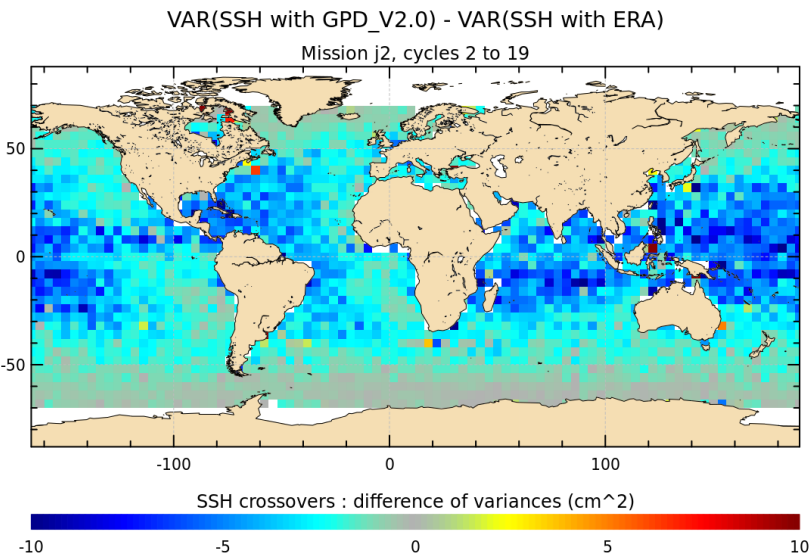 VAR(SSH with GPD_V2.0) - VAR(SSH with ERA)
Mission j2, cycles 2 to 19
50
0
-50
-100 0 100
SSH crossovers : difference of variances (cm^2)
-10 -5 0 5 10